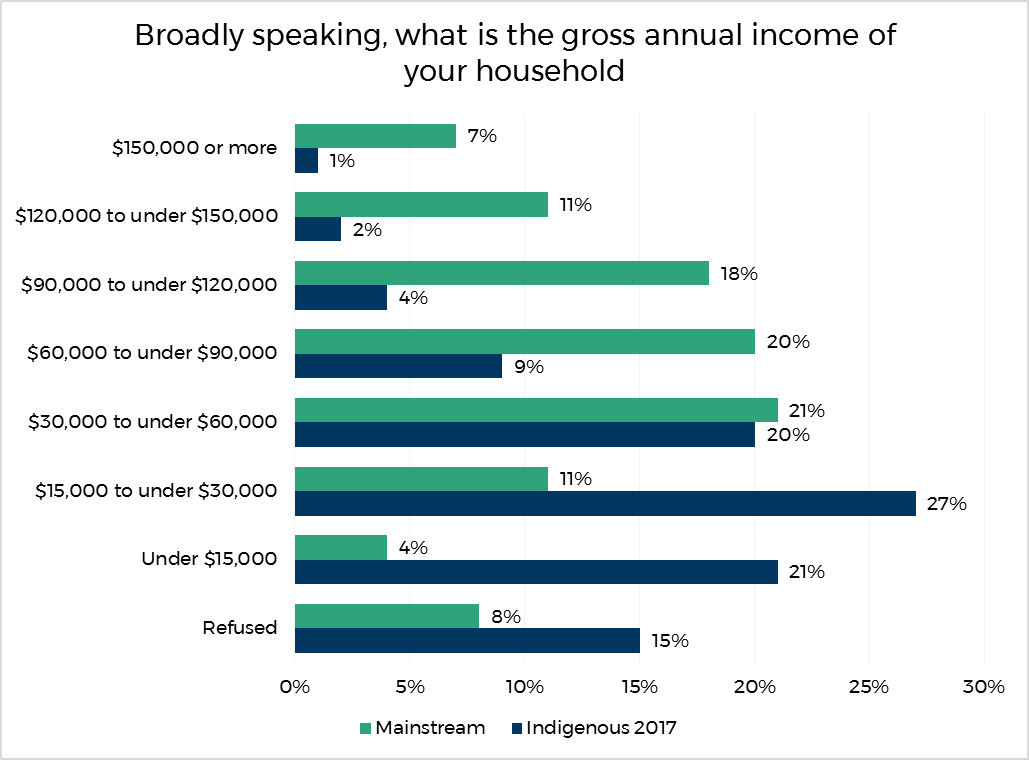 Broadly speaking, what is the gross annual income of
your household
$150,000 or more
7%
1%
$120,000 to under $150,000
11%
2%
$90,000 to under $120,000
18%
4%
$60,000 to under $90,000
20%
9%
$30,000 to under $60,000
21%
20%
$15,000 to under $30,000
11%
27%
Under $15,000
4%
21%
Refused
8%
15%
0% 5% 10% 15% 20% 25% 30%
Mainstream Indigenous 2017